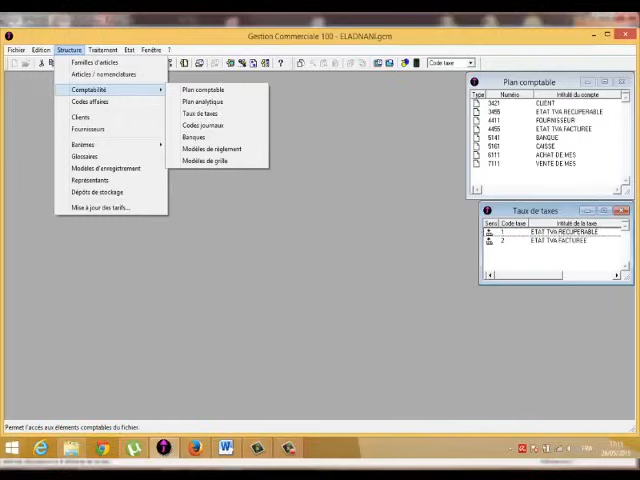 Gestion Commerciale 100 - ELADNANI.gcm
Fichier Edition Structure Traitement Etat Fenêtre ?
Familles d'articles
Articles / nomenclatures
Comptabilité
Codes affaires
Clients
Fournisseurs
Barèmes
Glossaires
Modèles d'enregistrement
Représentants
Dépôts de stockage
Mise à jour des tarifs...
Plan comptable
Plan analytique
Taux de taxes
Codes journaux
Banques
Modèles de règlement
Modèles de grille
Code taxe
Plan comptable
Type Numéro Intitulé du compte
3421 CLIENT
3455 ETAT TVA RECUPERABLE
4411 FOURNISSEUR
4455 ETAT TVA FACTUREE
5141 BANQUE
5161 CAISSE
6111 ACHAT DE MES
7111 VENTE DE MES
Taux de taxes
Sens Code taxe Intitulé de la taxe
1 ETAT TVA RECUPERABLE
2 ETAT TVA FACTUREE
Permet l'accès aux éléments comptables du fichier.
FRA
26/05/2015